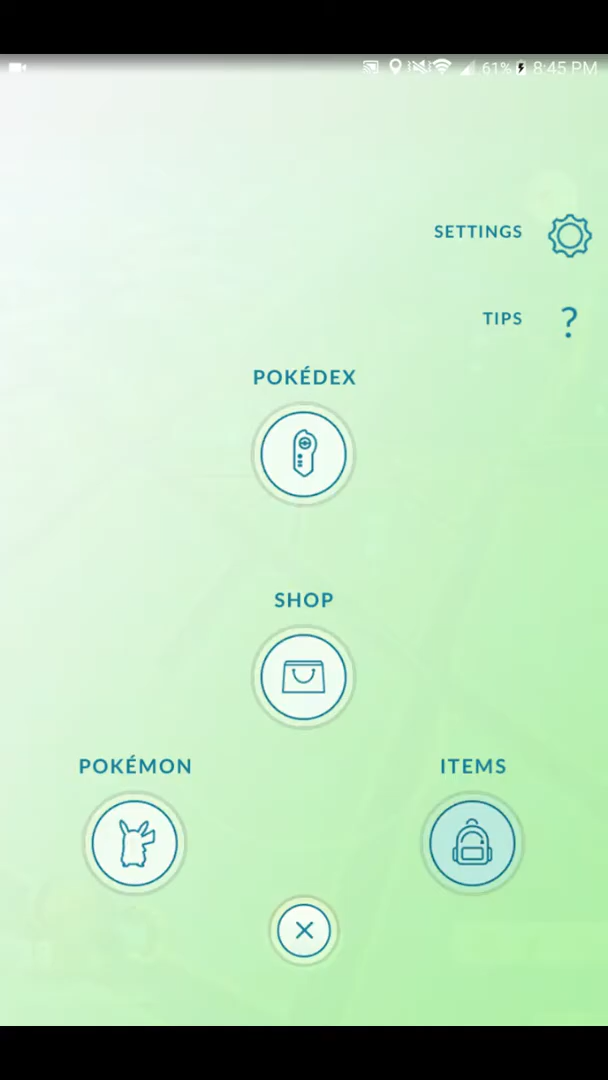 61% 8:45 PM
SETTINGS
TIPS ?
POKÉDEX
SHOP
POKÉMON ITEMS